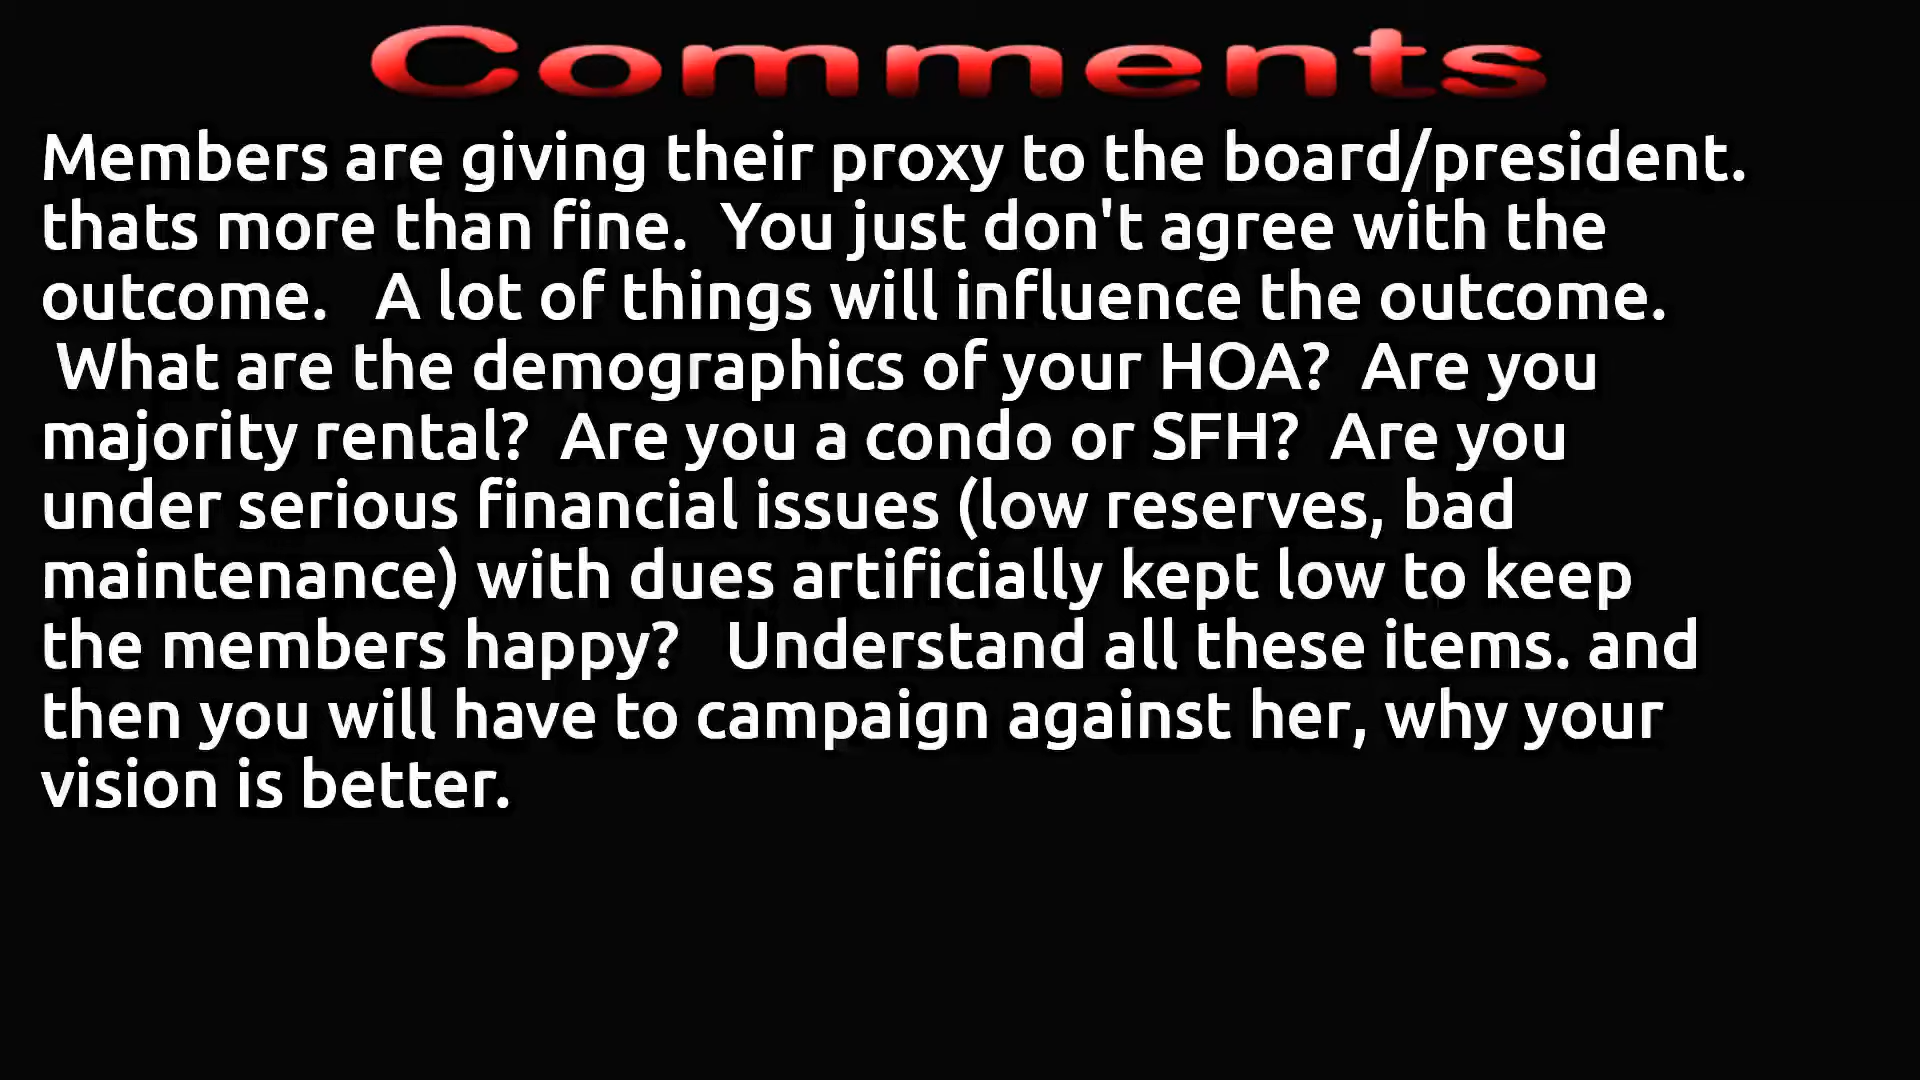 Comments
Members are giving their proxy to the board/president.
thats more than fine.  You just don't agree with the
outcome.   A lot of things will influence the outcome.
 What are the demographics of your HOA?  Are you
majority rental?  Are you a condo or SFH?  Are you
under serious financial issues (low reserves, bad
maintenance) with dues artificially kept low to keep
the members happy?   Understand all these items. and
then you will have to campaign against her, why your
vision is better.